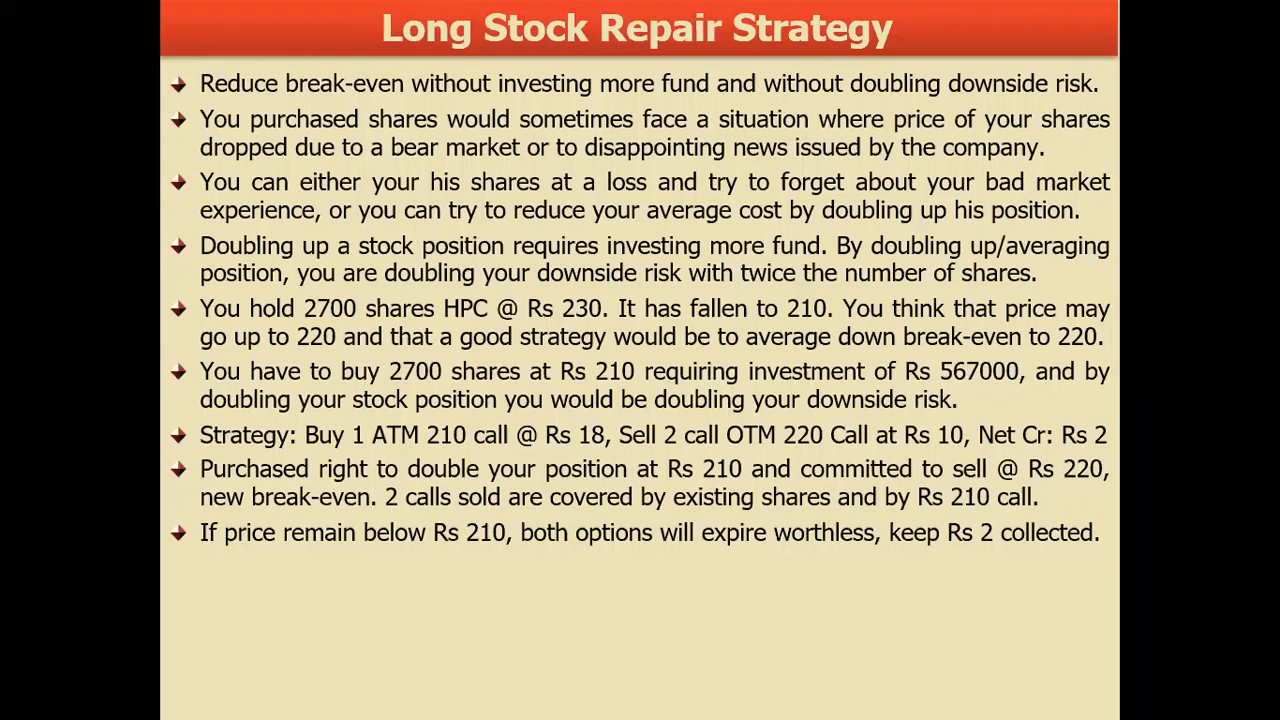 Long Stock Repair Strategy
Reduce break-even without investing more fund and without doubling downside risk.
You purchased shares would sometimes face a situation where price of your shares
dropped due to a bear market or to disappointing news issued by the company.
You can either your his shares at a loss and try to forget about your bad market
experience, or you can try to reduce your average cost by doubling up his position.
Doubling up a stock position requires investing more fund. By doubling up/averaging
position, you are doubling your downside risk with twice the number of shares.
You hold 2700 shares HPC @ Rs 230. It has fallen to 210. You think that price may
go up to 220 and that a good strategy would be to average down break-even to 220.
You have to buy 2700 shares at Rs 210 requiring investment of Rs 567000, and by
doubling your stock position you would be doubling your downside risk.
Strategy: Buy 1 ATM 210 call @ Rs 18, Sell 2 call OTM 220 Call at Rs 10, Net Cr: Rs 2
Purchased right to double your position at Rs 210 and committed to sell @ Rs 220,
new break-even. 2 calls sold are covered by existing shares and by Rs 210 call.
If price remain below Rs 210, both options will expire worthless, keep Rs 2 collected.